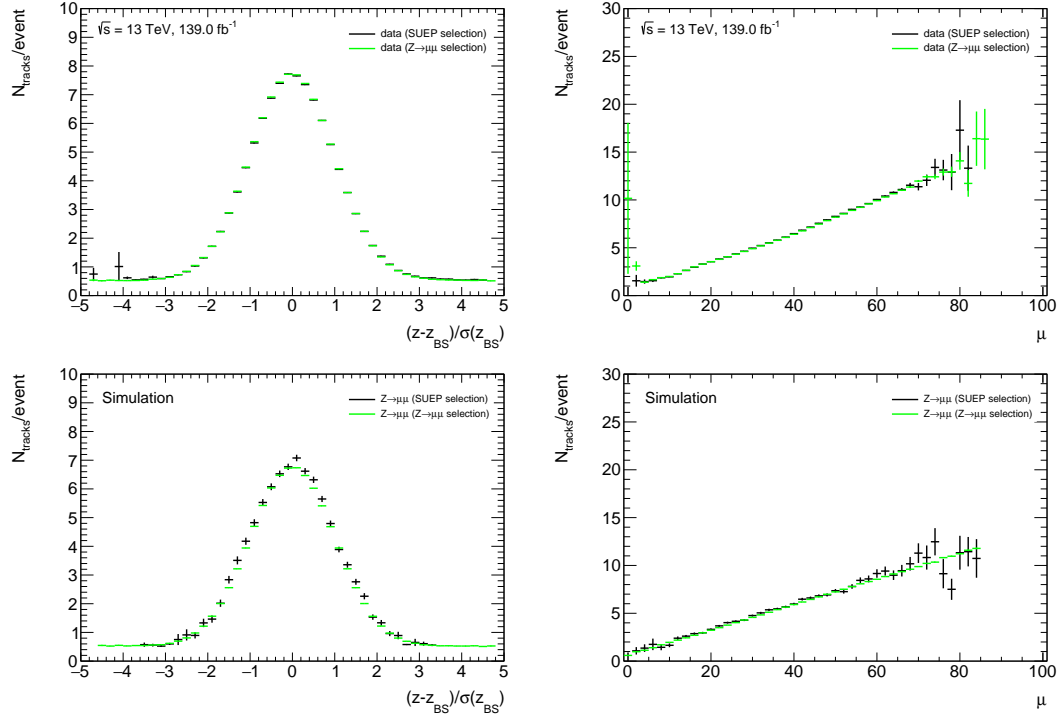 √s = 13 TeV, 139.0 fb⁻¹
data (SUEP selection)
data (Z→μμ selection)
N_tracks/event
10
9
8
7
6
5
4
3
2
1
0
−5 −4 −3 −2 −1 0 1 2 3 4 5
(z-z_BS)/σ(z_BS)
√s = 13 TeV, 139.0 fb⁻¹
data (SUEP selection)
data (Z→μμ selection)
N_tracks/event
30
25
20
15
10
5
0
0 20 40 60 80 100
μ
Simulation
Z→μμ (SUEP selection)
Z→μμ (Z→μμ selection)
N_tracks/event
10
9
8
7
6
5
4
3
2
1
0
−5 −4 −3 −2 −1 0 1 2 3 4 5
(z-z_BS)/σ(z_BS)
Simulation
Z→μμ (SUEP selection)
Z→μμ (Z→μμ selection)
N_tracks/event
30
25
20
15
10
5
0
0 20 40 60 80 100
μ